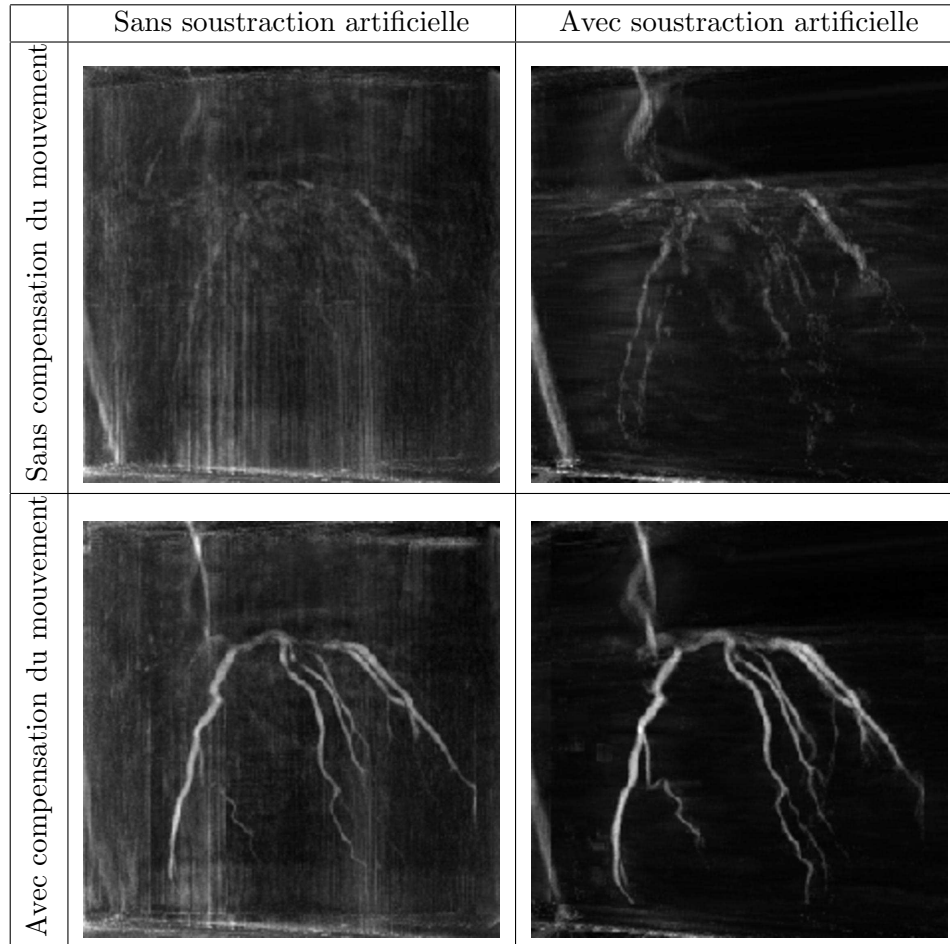 Sans soustraction artificielle
Avec soustraction artificielle
Sans compensation du mouvement
Avec compensation du mouvement